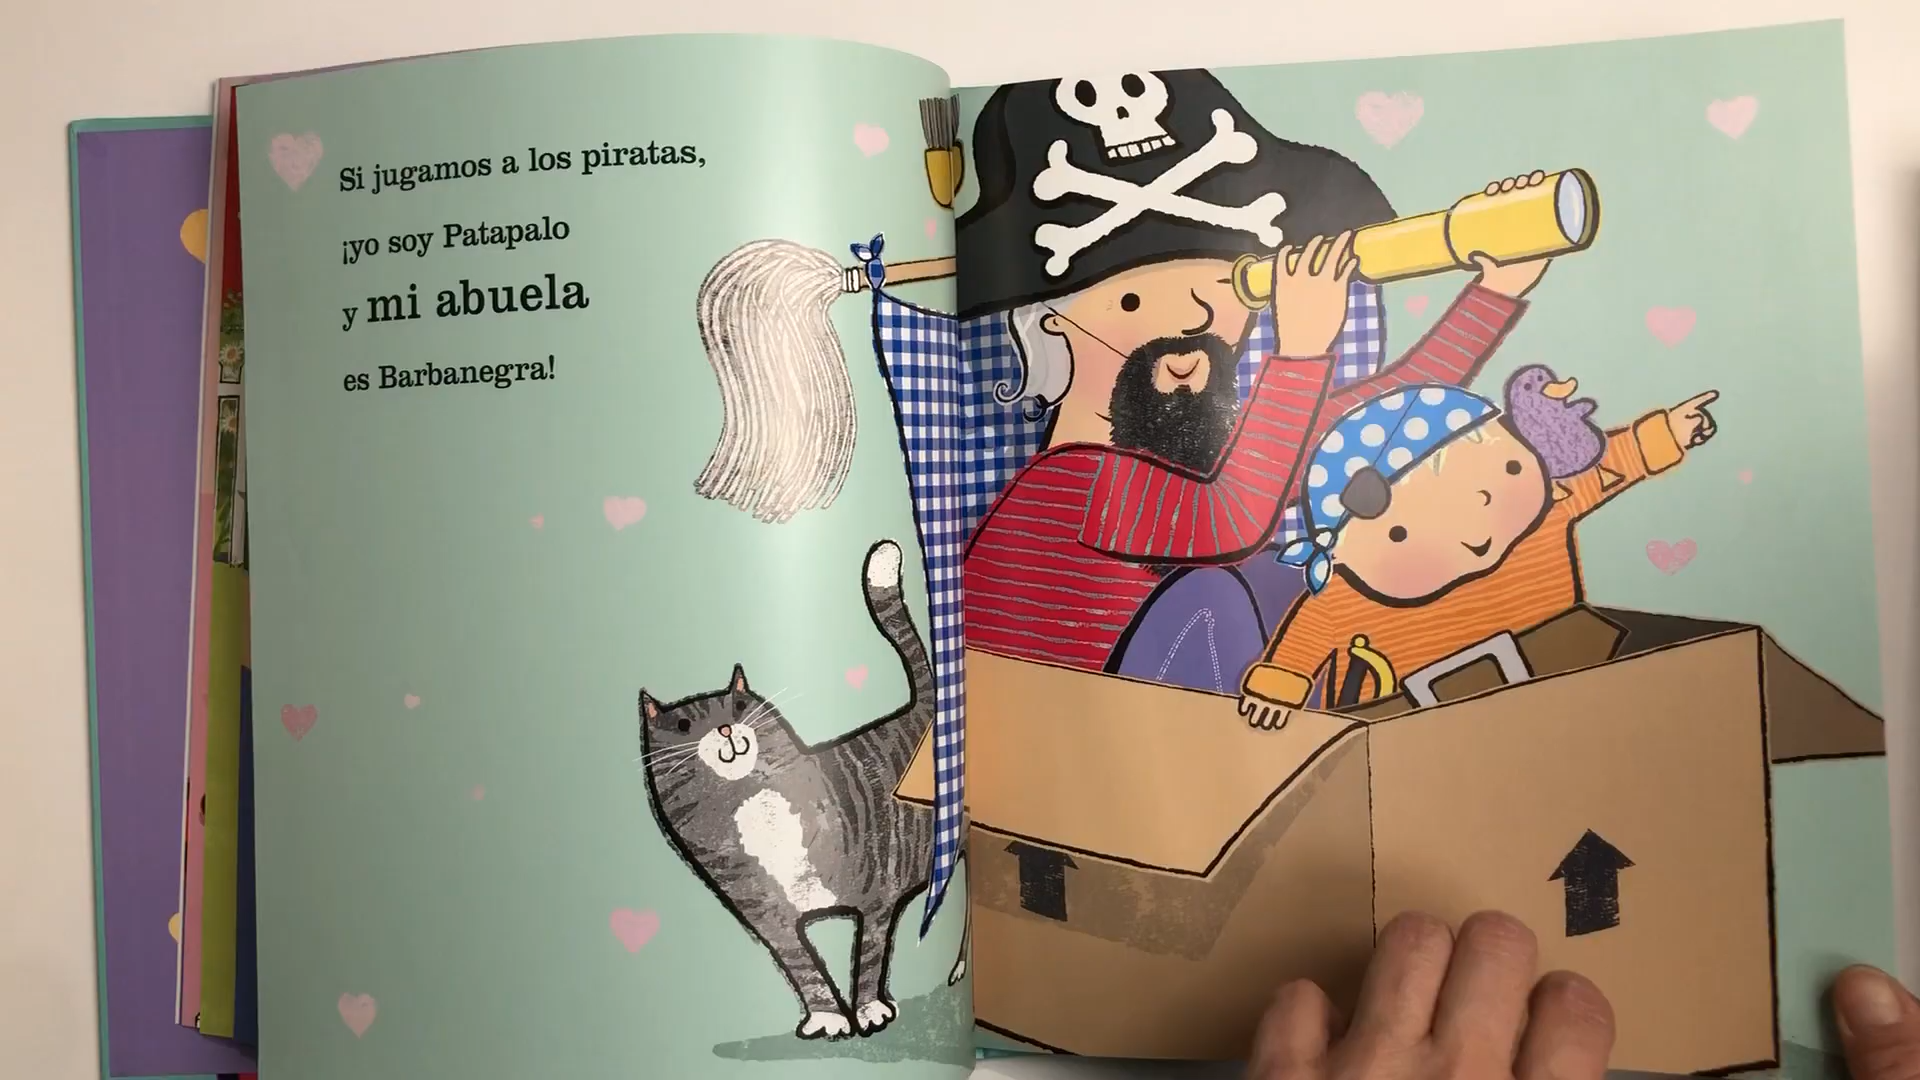 Si jugamos a los piratas,
¡yo soy Patapalo
y mi abuela
es Barbanegra!